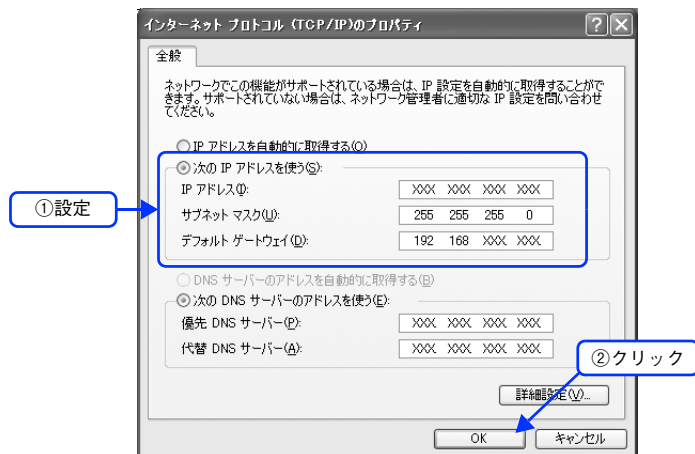 インターネット プロトコル (TCP/IP)のプロパティ
全般
ネットワークでこの機能がサポートされている場合は、IP 設定を自動的に取得することがで
きます。サポートされていない場合は、ネットワーク管理者に適切な IP 設定を問い合わせ
てください。
IP アドレスを自動的に取得する(O)
次の IP アドレスを使う(S):
IP アドレス(I): XXX XXX XXX XXX
①設定
サブネット マスク(U): 255 255 255 0
デフォルト ゲートウェイ(D): 192 168 XXX XXX
DNS サーバーのアドレスを自動的に取得する(B)
次の DNS サーバーのアドレスを使う(E):
優先 DNS サーバー(P): XXX XXX XXX XXX
代替 DNS サーバー(A): XXX XXX XXX XXX
②クリック
詳細設定(V)...
OK キャンセル